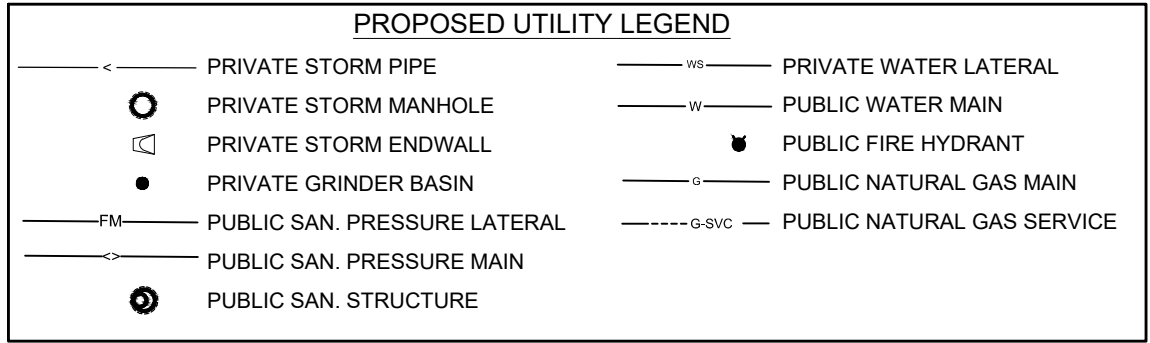 PROPOSED UTILITY LEGEND
< PRIVATE STORM PIPE
PRIVATE STORM MANHOLE
PRIVATE STORM ENDWALL
PRIVATE GRINDER BASIN
FM PUBLIC SAN. PRESSURE LATERAL
<> PUBLIC SAN. PRESSURE MAIN
PUBLIC SAN. STRUCTURE
WS PRIVATE WATER LATERAL
W PUBLIC WATER MAIN
PUBLIC FIRE HYDRANT
G PUBLIC NATURAL GAS MAIN
G-SVC PUBLIC NATURAL GAS SERVICE